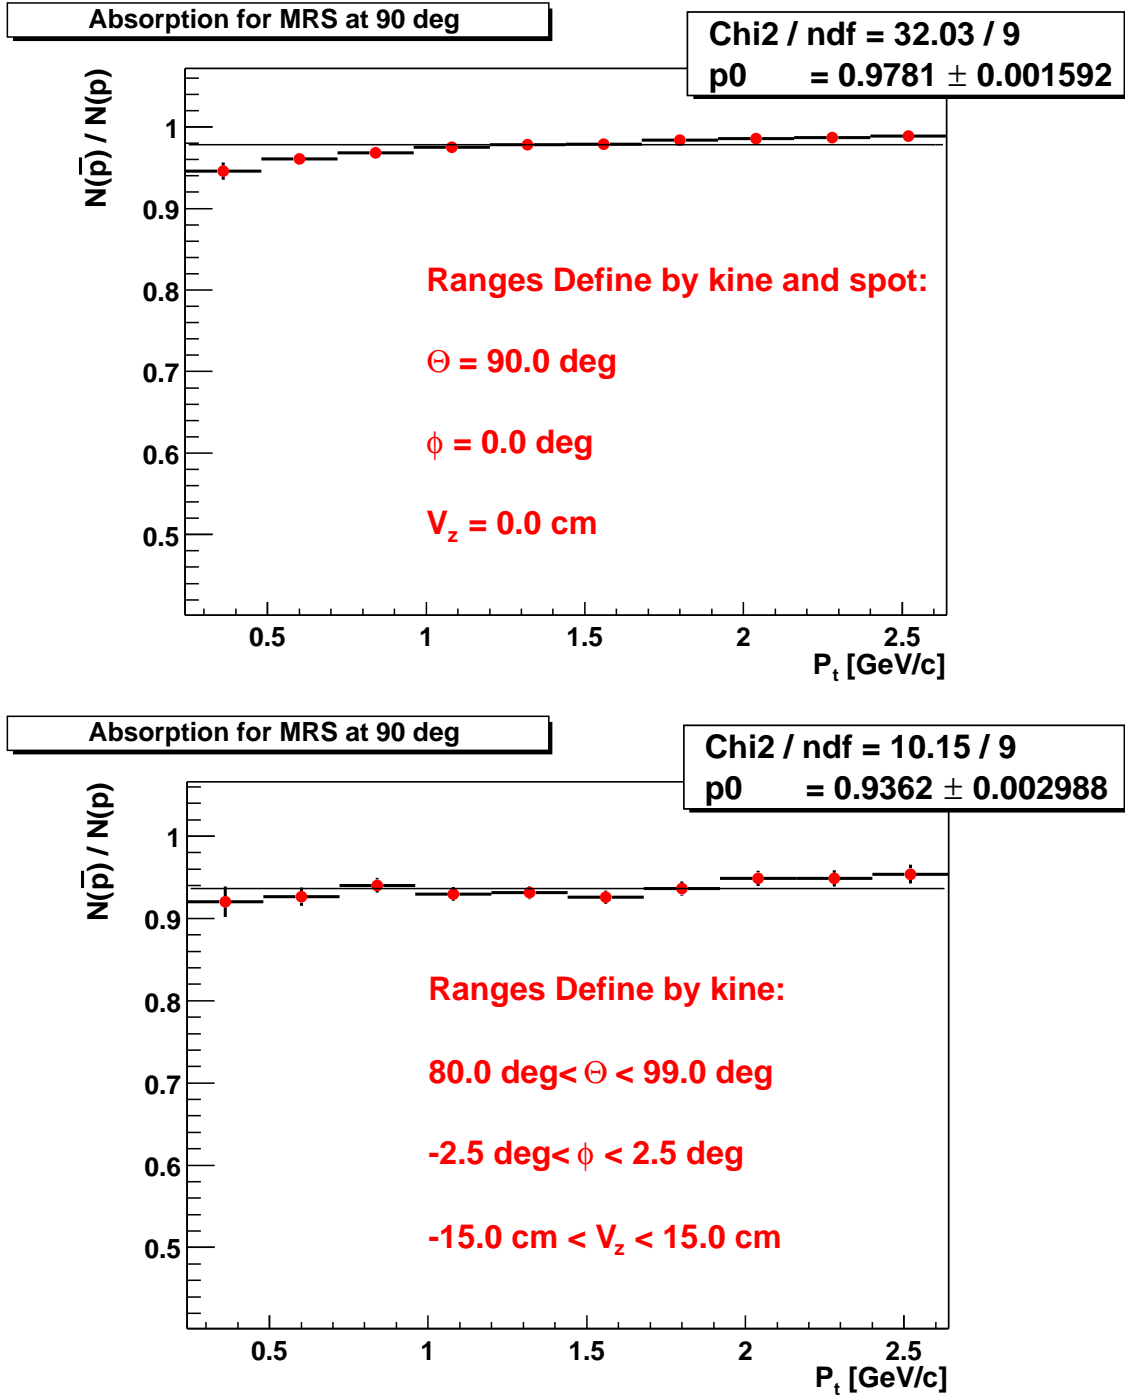 Absorption for MRS at 90 deg
Chi2 / ndf = 32.03 / 9
p0 = 0.9781 ± 0.001592
N(p̅) / N(p)
1
0.9
0.8
0.7
0.6
0.5
Ranges Define by kine and spot:
Θ = 90.0 deg
ϕ = 0.0 deg
V_z = 0.0 cm
0.5 1 1.5 2 2.5
P_t [GeV/c]
Absorption for MRS at 90 deg
Chi2 / ndf = 10.15 / 9
p0 = 0.9362 ± 0.002988
N(p̅) / N(p)
1
0.9
0.8
0.7
0.6
0.5
Ranges Define by kine:
80.0 deg< Θ < 99.0 deg
-2.5 deg< ϕ < 2.5 deg
-15.0 cm < V_z < 15.0 cm
0.5 1 1.5 2 2.5
P_t [GeV/c]